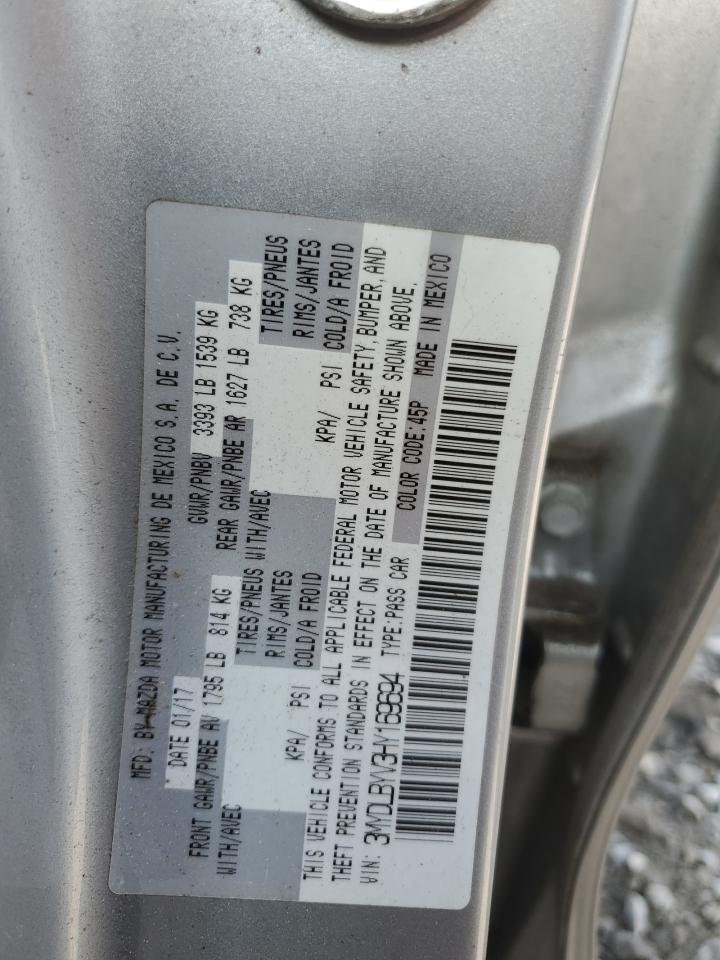 MFD. BY MAZDA MOTOR MANUFACTURING DE MEXICO S.A. DE C.V.
DATE 01/17 GVWR/PNBV 3393 LB 1539 KG
FRONT GAWR/PNBE AV 1795 LB 814 KG REAR GAWR/PNBE AR 1627 LB 738 KG
WITH/AVEC TIRES/PNEUS WITH/AVEC TIRES/PNEUS
RIMS/JANTES RIMS/JANTES
KPA/ PSI COLD/A FROID KPA/ PSI COLD/A FROID
THIS VEHICLE CONFORMS TO ALL APPLICABLE FEDERAL MOTOR VEHICLE SAFETY, BUMPER, AND
THEFT PREVENTION STANDARDS IN EFFECT ON THE DATE OF MANUFACTURE SHOWN ABOVE.
VIN: 3MYDLBYV3HY169694 TYPE:PASS CAR COLOR CODE:45P MADE IN MEXICO